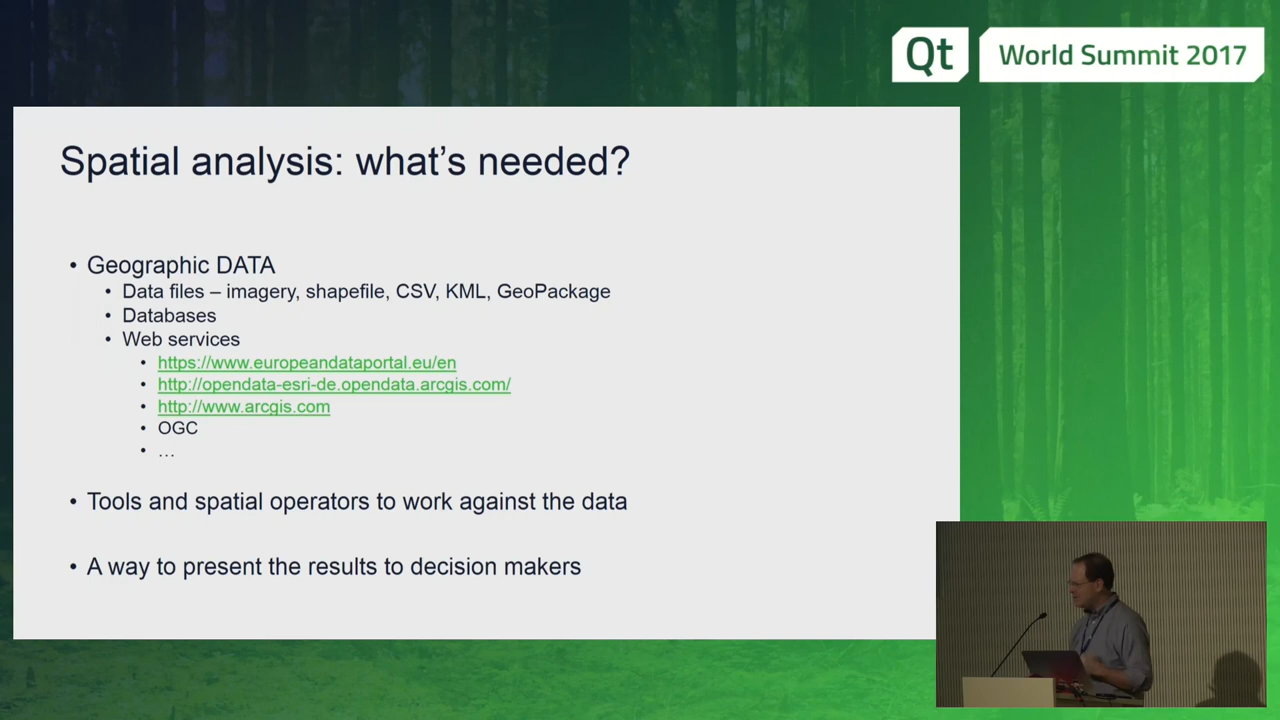 Qt World Summit 2017
Spatial analysis: what's needed?
• Geographic DATA
• Data files – imagery, shapefile, CSV, KML, GeoPackage
• Databases
• Web services
• https://www.europeandataportal.eu/en
• http://opendata-esri-de.opendata.arcgis.com/
• http://www.arcgis.com
• OGC
• …
• Tools and spatial operators to work against the data
• A way to present the results to decision makers